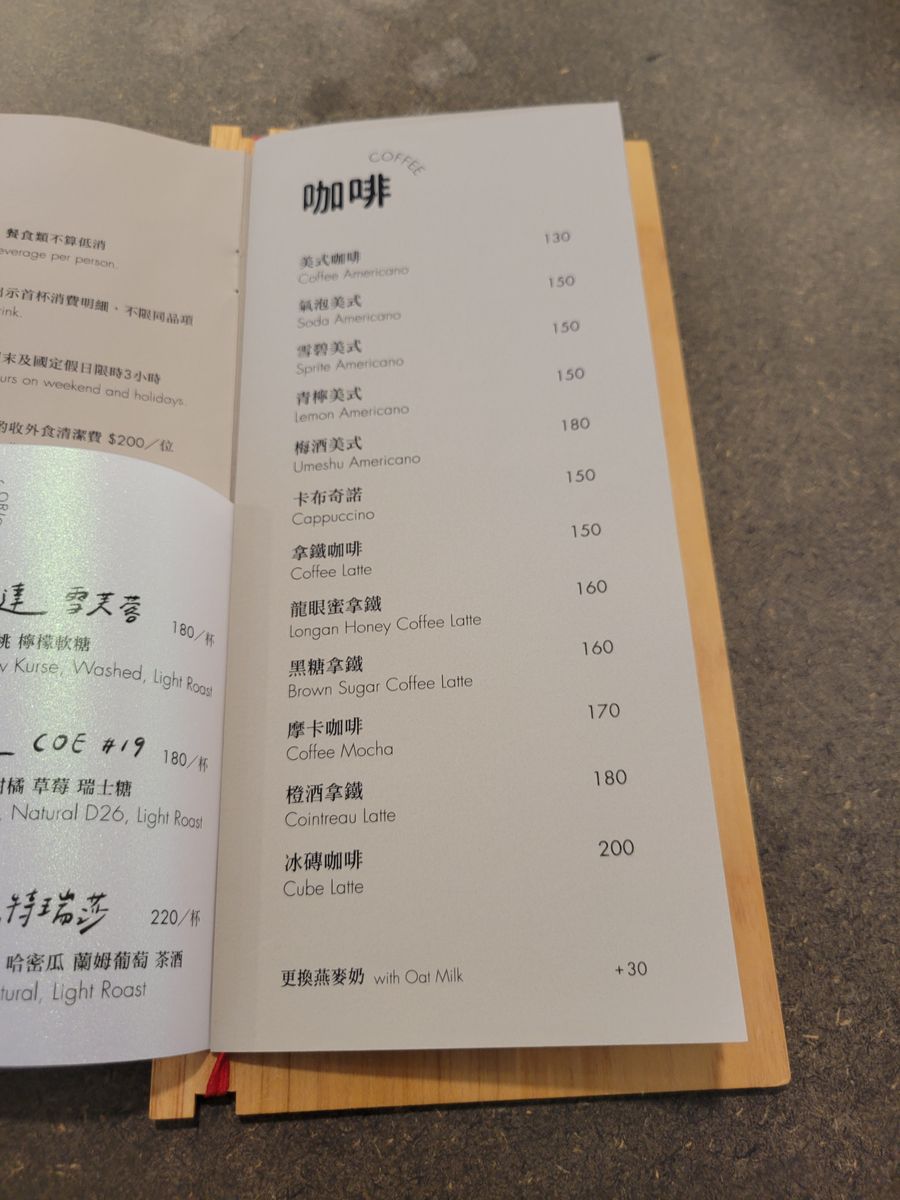 餐食類不算低消
everage per person.
出示首杯消費明細、不限同品項
rink.
末及國定假日限時3小時
urs on weekend and holidays.
的收外食清潔費 $200／位
達 雪芙蓉
180／杯
桃 檸檬軟糖
w Kurse, Washed, Light Roast
COE #19
180／杯
柑橘 草莓 瑞士糖
, Natural D26, Light Roast
特瑞莎
220／杯
哈密瓜 蘭姆葡萄 茶酒
tural, Light Roast
COFFEE
咖啡
美式咖啡 130
Coffee Americano
氣泡美式 150
Soda Americano
雪碧美式 150
Sprite Americano
青檸美式 150
Lemon Americano
梅酒美式 180
Umeshu Americano
卡布奇諾 150
Cappuccino
拿鐵咖啡 150
Coffee Latte
龍眼蜜拿鐵 160
Longan Honey Coffee Latte
黑糖拿鐵 160
Brown Sugar Coffee Latte
摩卡咖啡 170
Coffee Mocha
橙酒拿鐵 180
Cointreau Latte
冰磚咖啡 200
Cube Latte
更換燕麥奶 with Oat Milk +30